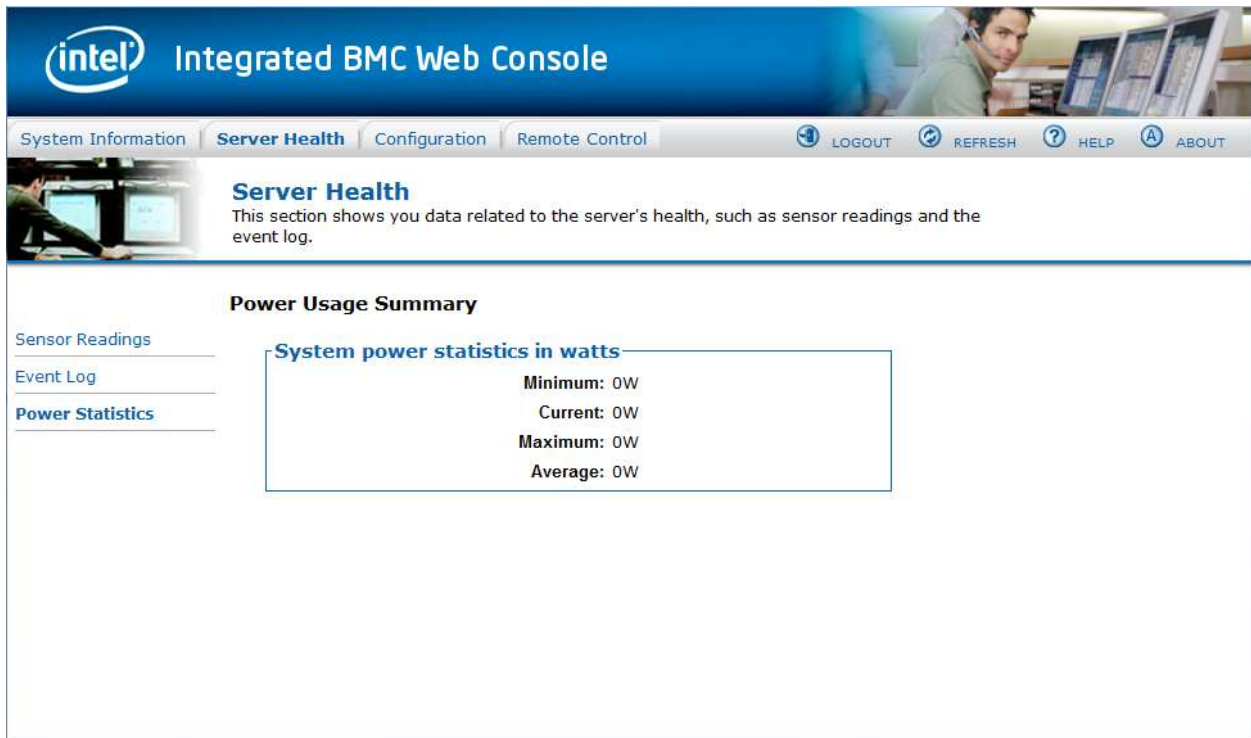 intel Integrated BMC Web Console
System Information Server Health Configuration Remote Control LOGOUT REFRESH ? HELP A ABOUT
Server Health
This section shows you data related to the server's health, such as sensor readings and the
event log.
Power Usage Summary
Sensor Readings
Event Log
Power Statistics
System power statistics in watts
Minimum: 0W
Current: 0W
Maximum: 0W
Average: 0W